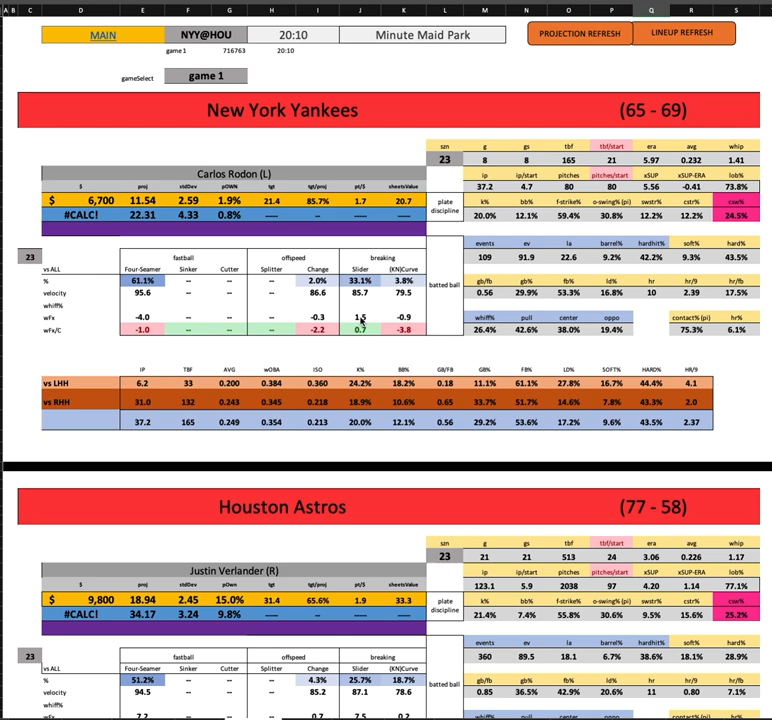 A B C D E F G H I J K L M N O P Q R S
MAIN NYY@HOU 20:10 Minute Maid Park PROJECTION REFRESH LINEUP REFRESH
game 1 716763 20:10
gameSelect game 1
New York Yankees (65 - 69)
szn g gs tbf tbf/start era avg whip
23 8 8 165 21 5.97 0.232 1.41
Carlos Rodon (L) ip ip/start pitches pitches/start xSUP xSUP-ERA lob%
$ proj stdDev pOWN tgt tgt/proj pt/$ sheetsValue 37.2 4.7 80 80 5.56 -0.41 73.8%
$ 6,700 11.54 2.59 1.9% 21.4 85.7% 1.7 20.7 plate discipline k% bb% f-strike% o-swing% (pi) swstr% cstr% csw%
#CALC! 22.31 4.33 0.8% -- -- --- --- 20.0% 12.1% 59.4% 30.8% 12.2% 12.2% 24.5%
events ev la barrel% hardhit% soft% hard%
23 fastball offspeed breaking 109 91.9 22.6 9.2% 42.2% 9.3% 43.5%
vs ALL Four-Seamer Sinker Cutter Splitter Change Slider (KN)Curve
% 61.1% -- -- -- 2.0% 33.1% 3.8% batted ball gb/fb gb% fb% ld% hr hr/9 hr/fb
velocity 95.6 -- -- -- 86.6 85.7 79.5 0.56 29.9% 53.3% 16.8% 10 2.39 17.5%
whiff%
wFx -4.0 -- -- -- -0.3 1.5 -0.9 whiff% pull center oppo contact% (pi) hr%
wFx/C -1.0 -- -- -- -2.2 0.7 -3.8 26.4% 42.6% 38.0% 19.4% 75.3% 6.1%
IP TBF AVG wOBA ISO K% BB% GB/FB GB% FB% LD% SOFT% HARD% HR/9
vs LHH 6.2 33 0.200 0.384 0.360 24.2% 18.2% 0.18 11.1% 61.1% 27.8% 16.7% 44.4% 4.1
vs RHH 31.0 132 0.243 0.345 0.218 18.9% 10.6% 0.65 33.7% 51.7% 14.6% 7.8% 43.3% 2.0
37.2 165 0.249 0.354 0.213 20.0% 12.1% 0.56 29.2% 53.6% 17.2% 9.6% 43.5% 2.37
Houston Astros (77 - 58)
szn g gs tbf tbf/start era avg whip
23 21 21 513 24 3.06 0.226 1.17
Justin Verlander (R) ip ip/start pitches pitches/start xSUP xSUP-ERA lob%
$ proj stdDev pOwn tgt tgt/proj pt/$ sheetsValue 123.1 5.9 2038 97 4.20 1.14 77.1%
$ 9,800 18.94 2.45 15.0% 31.4 65.6% 1.9 33.3 plate discipline k% bb% f-strike% o-swing% (pi) swstr% cstr% csw%
#CALC! 34.17 3.24 9.8% --- --- --- --- 21.4% 7.4% 55.8% 30.6% 9.5% 15.6% 25.2%
events ev la barrel% hardhit% soft% hard%
23 fastball offspeed breaking 360 89.5 18.1 6.7% 38.6% 18.1% 28.9%
vs ALL Four-Seamer Sinker Cutter Splitter Change Slider (KN)Curve
% 51.2% -- -- -- 4.3% 25.7% 18.7% batted ball gb/fb gb% fb% ld% hr hr/9 hr/fb
velocity 94.5 -- -- -- 85.2 87.1 78.6 0.85 36.5% 42.9% 20.6% 11 0.80 7.1%
whiff%
wFx 7.2 -- -- -- 0.7 7.5 0.2 whiff% pull center oppo contact% (pi) hr%